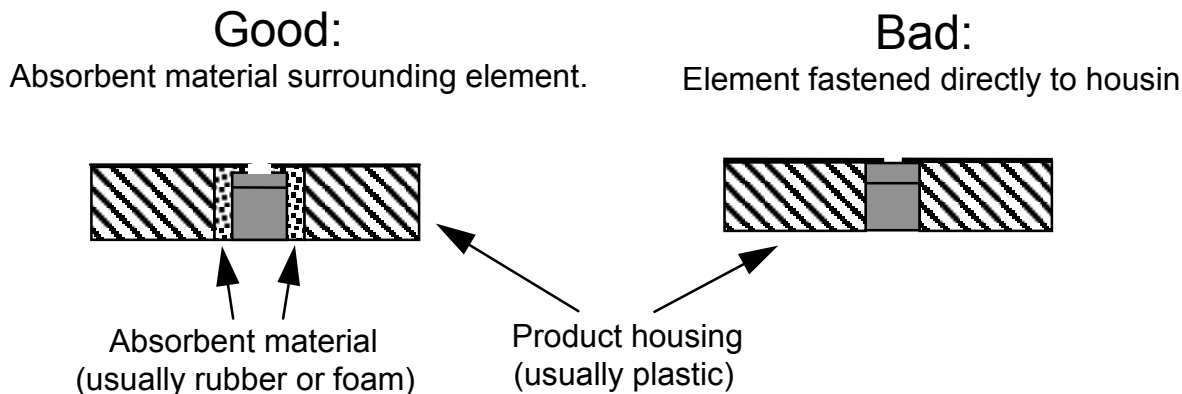 Good:
Absorbent material surrounding element.
Bad:
Element fastened directly to housin
Absorbent material
(usually rubber or foam)
Product housing
(usually plastic)